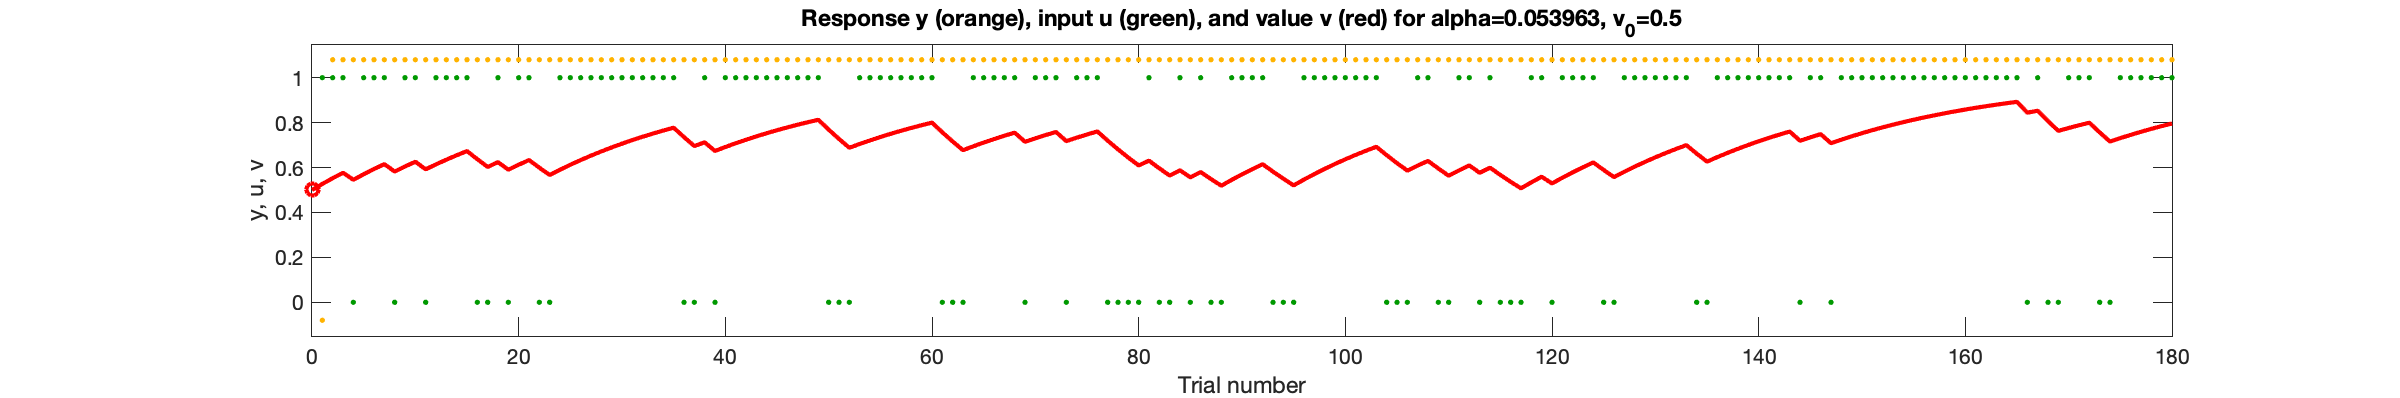 Response y (orange), input u (green), and value v (red) for alpha=0.053963, v_0=0.5
y, u, v
1
0.8
0.6
0.4
0.2
0
0 20 40 60 80 100 120 140 160 180
Trial number